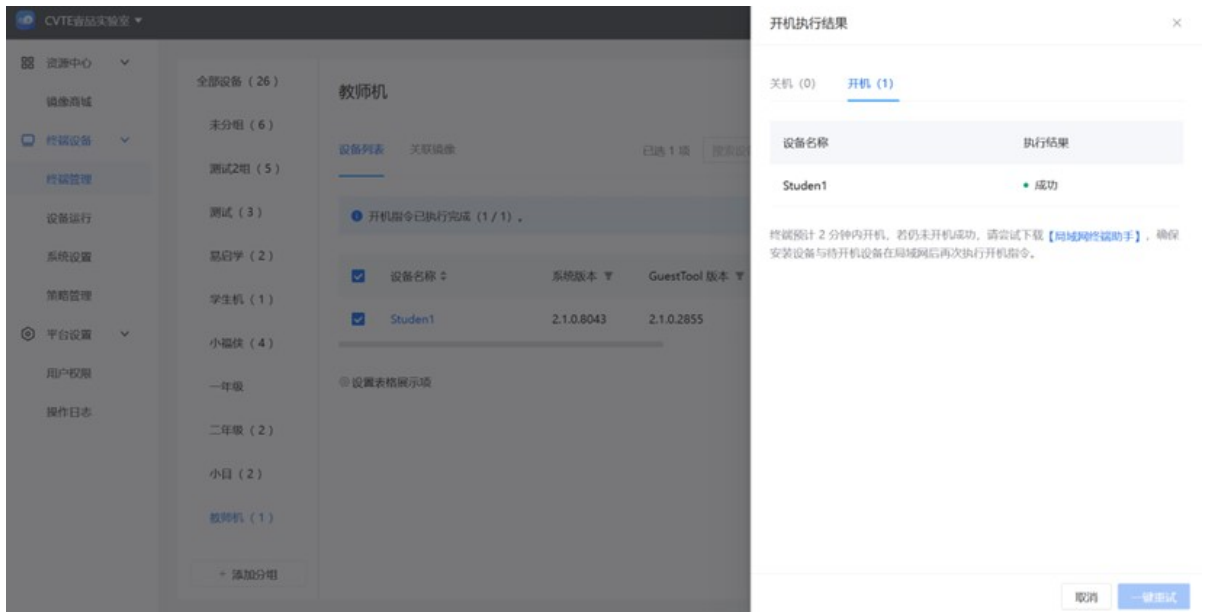 CVTE睿品实验室
资源中心
镜像商城
终端设备
终端管理
设备运行
系统设置
策略管理
平台设置
用户权限
操作日志
全部设备（26）
未分组（6）
测试2组（5）
测试（3）
易启学（2）
学生机（1）
小福侠（4）
一年级
二年级（2）
小目（2）
教师机（1）
+ 添加分组
教师机
设备列表 关联镜像 已选 1 项 搜索设
开机指令已执行完成（1 / 1）。
设备名称 系统版本 GuestTool 版本
Studen1 2.1.0.8043 2.1.0.2855
设置表格展示项
开机执行结果
关机（0） 开机（1）
设备名称 执行结果
Studen1 成功
终端预计 2 分钟内开机，若仍未开机成功，请尝试下载【局域网终端助手】，确保
安装设备与待开机设备在局域网后再次执行开机指令。
取消 一键重试